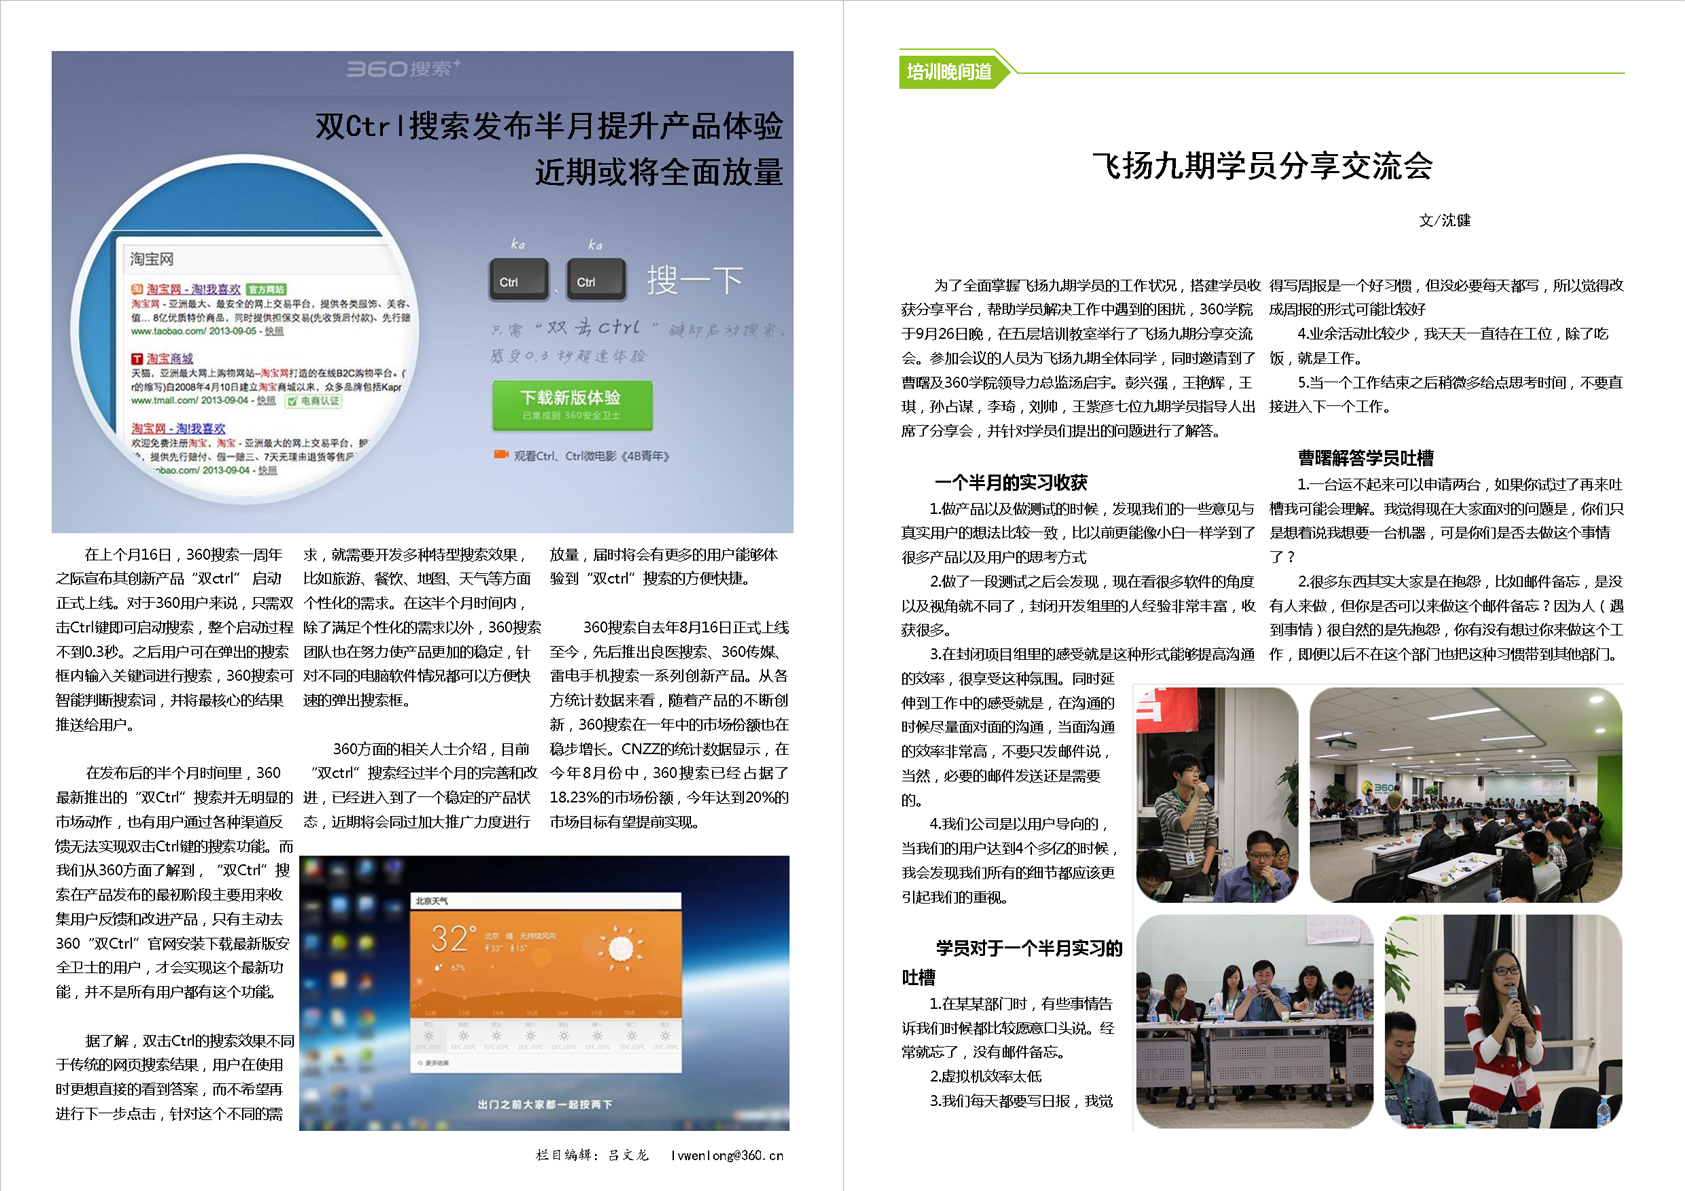 360搜索+
双Ctrl搜索发布半月提升产品体验
近期或将全面放量
淘宝网
淘宝网 - 淘!我喜欢 官方网站
淘宝网 - 亚洲最大、最安全的网上交易平台，提供各类服饰、美容、
值... 8亿优质特价商品，同时提供担保交易(先收货后付款)、先行赔
www.taobao.com/ 2013-09-05 - 快照
淘宝商城
天猫，亚洲最大网上购物网站--淘宝网打造的在线B2C购物平台。(
r的缩写)自2008年4月10日建立淘宝商城以来，众多品牌包括Kapr
www.tmall.com/ 2013-09-04 - 快照 电商认证
淘宝网 - 淘!我喜欢
欢迎免费注册淘宝，淘宝 - 亚洲最大的网上交易平台，
，提供先行赔付、假一赔三、7天无理由退货等售后
obao.com/ 2013-09-04 - 快照
ka ka
Ctrl 、 Ctrl 搜一下
只需“双击Ctrl”键即启动搜索，
感受0.3秒超速体验
下载新版体验
已集成到 360安全卫士
观看Ctrl、Ctrl微电影《4B青年》
在上个月16日，360搜索一周年
之际宣布其创新产品“双ctrl” 启动
正式上线。对于360用户来说，只需双
击Ctrl键即可启动搜索，整个启动过程
不到0.3秒。之后用户可在弹出的搜索
框内输入关键词进行搜索，360搜索可
智能判断搜索词，并将最核心的结果
推送给用户。
在发布后的半个月时间里，360
最新推出的“双Ctrl”搜索并无明显的
市场动作，也有用户通过各种渠道反
馈无法实现双击Ctrl键的搜索功能。而
我们从360方面了解到，“双Ctrl”搜
索在产品发布的最初阶段主要用来收
集用户反馈和改进产品，只有主动去
360“双Ctrl”官网安装下载最新版安
全卫士的用户，才会实现这个最新功
能，并不是所有用户都有这个功能。
据了解，双击Ctrl的搜索效果不同
于传统的网页搜索结果，用户在使用
时更想直接的看到答案，而不希望再
进行下一步点击，针对这个不同的需
求，就需要开发多种特型搜索效果，
比如旅游、餐饮、地图、天气等方面
个性化的需求。在这半个月时间内，
除了满足个性化的需求以外，360搜索
团队也在努力使产品更加的稳定，针
对不同的电脑软件情况都可以方便快
速的弹出搜索框。
360方面的相关人士介绍，目前
“双ctrl”搜索经过半个月的完善和改
进，已经进入到了一个稳定的产品状
态，近期将会同过加大推广力度进行
放量，届时将会有更多的用户能够体
验到“双ctrl”搜索的方便快捷。
360搜索自去年8月16日正式上线
至今，先后推出良医搜索、360传媒、
雷电手机搜索一系列创新产品。从各
方统计数据来看，随着产品的不断创
新，360搜索在一年中的市场份额也在
稳步增长。CNZZ的统计数据显示，在
今年8月份中，360搜索已经占据了
18.23%的市场份额，今年达到20%的
市场目标有望提前实现。
北京天气
32°
北京 晴 无持续风向
33° 15°
67%
更多结果
出门之前大家都一起按两下
栏目编辑：吕文龙 lvwenlong@360.cn
培训晚间道
飞扬九期学员分享交流会
文/沈健
为了全面掌握飞扬九期学员的工作状况，搭建学员收
获分享平台，帮助学员解决工作中遇到的困扰，360学院
于9月26日晚，在五层培训教室举行了飞扬九期分享交流
会。参加会议的人员为飞扬九期全体同学，同时邀请到了
曹曙及360学院领导力总监汤启宇。彭兴强，王艳辉，王
琪，孙占谋，李琦，刘帅，王紫彦七位九期学员指导人出
席了分享会，并针对学员们提出的问题进行了解答。
一个半月的实习收获
1.做产品以及做测试的时候，发现我们的一些意见与
真实用户的想法比较一致，比以前更能像小白一样学到了
很多产品以及用户的思考方式
2.做了一段测试之后会发现，现在看很多软件的角度
以及视角就不同了，封闭开发组里的人经验非常丰富，收
获很多。
3.在封闭项目组里的感受就是这种形式能够提高沟通
的效率，很享受这种氛围。同时延
伸到工作中的感受就是，在沟通的
时候尽量面对面的沟通，当面沟通
的效率非常高，不要只发邮件说，
当然，必要的邮件发送还是需要
的。
4.我们公司是以用户导向的，
当我们的用户达到4个多亿的时候，
我会发现我们所有的细节都应该更
引起我们的重视。
学员对于一个半月实习的
吐槽
1.在某某部门时，有些事情告
诉我们时候都比较愿意口头说。经
常就忘了，没有邮件备忘。
2.虚拟机效率太低
3.我们每天都要写日报，我觉
得写周报是一个好习惯，但没必要每天都写，所以觉得改
成周报的形式可能比较好
4.业余活动比较少，我天天一直待在工位，除了吃
饭，就是工作。
5.当一个工作结束之后稍微多给点思考时间，不要直
接进入下一个工作。
曹曙解答学员吐槽
1.一台运不起来可以申请两台，如果你试过了再来吐
槽我可能会理解。我觉得现在大家面对的问题是，你们只
是想着说我想要一台机器，可是你们是否去做这个事情
了？
2.很多东西其实大家是在抱怨，比如邮件备忘，是没
有人来做，但你是否可以来做这个邮件备忘？因为人（遇
到事情）很自然的是先抱怨，你有没有想过你来做这个工
作，即便以后不在这个部门也把这种习惯带到其他部门。
360